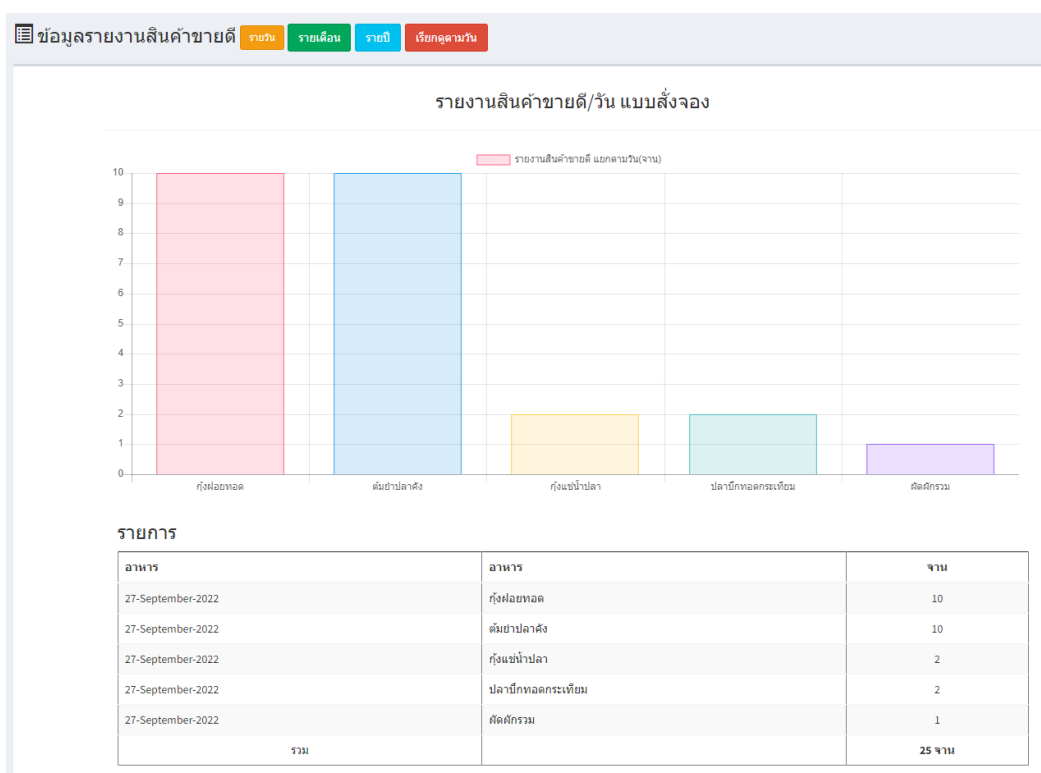 ข้อมูลรายงานสินค้าขายดี รายวัน รายเดือน รายปี เรียกดูตามวัน
รายงานสินค้าขายดี/วัน แบบสั่งจอง
รายงานสินค้าขายดี แยกตามวัน(จาน)
10
9
8
7
6
5
4
3
2
1
0
กุ้งฝอยทอด ต้มยำปลาคัง กุ้งแช่น้ำปลา ปลาบึกทอดกระเทียม ผัดผักรวม
รายการ
อาหาร อาหาร จาน
27-September-2022 กุ้งฝอยทอด 10
27-September-2022 ต้มยำปลาคัง 10
27-September-2022 กุ้งแช่น้ำปลา 2
27-September-2022 ปลาบึกทอดกระเทียม 2
27-September-2022 ผัดผักรวม 1
รวม 25 จาน